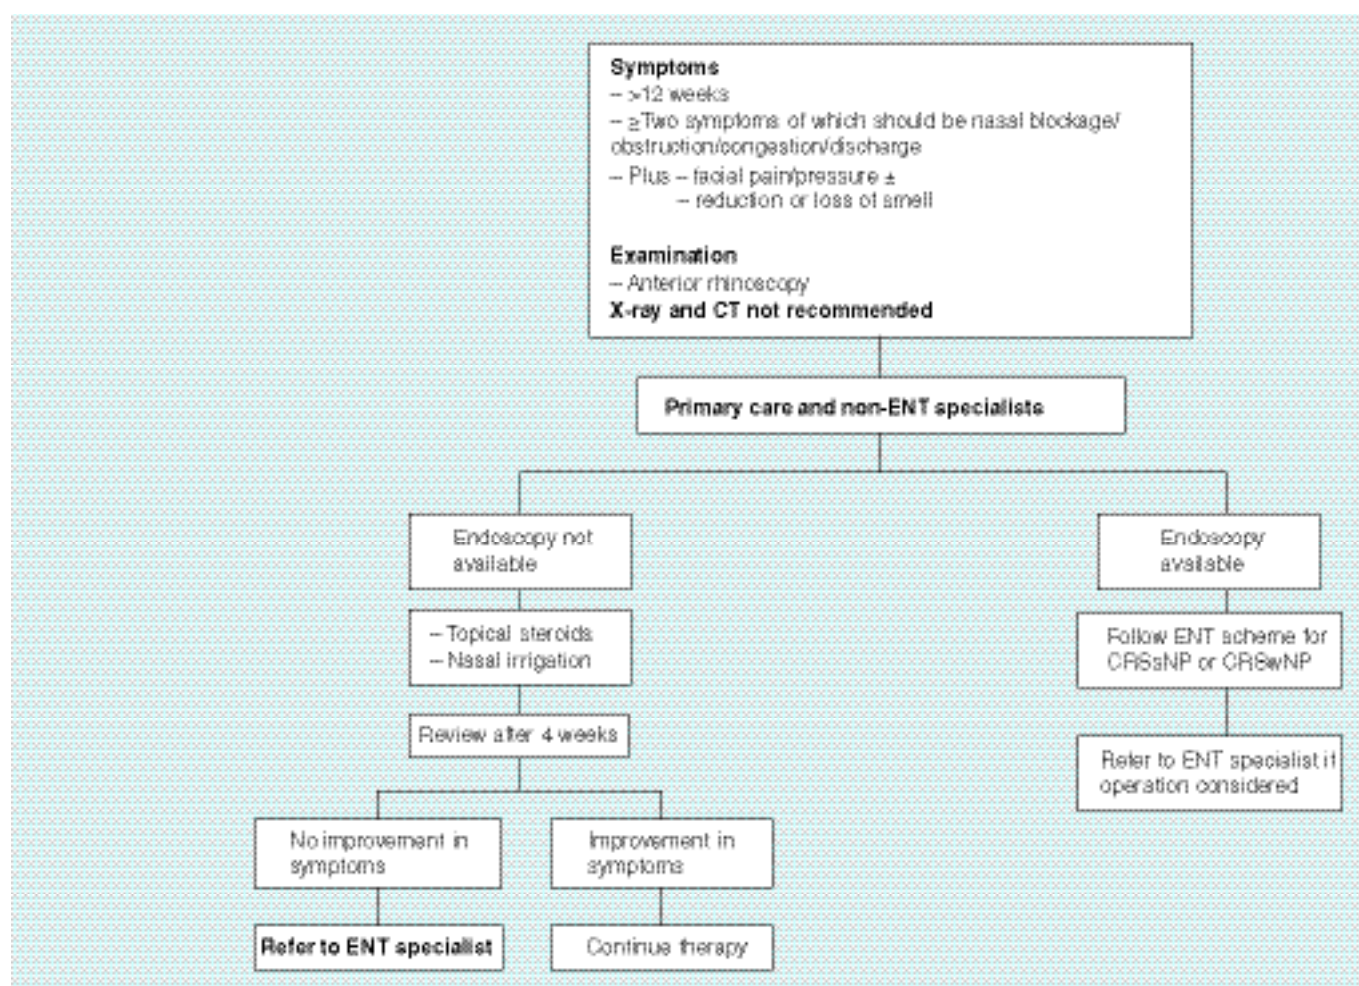 Symptoms
– >12 weeks
– ≥Two symptoms of which should be nasal blockage/
obstruction/congestion/discharge
– Plus – facial pain/pressure ±
– reduction or loss of smell
Examination
– Anterior rhinoscopy
X-ray and CT not recommended
Primary care and non-ENT specialists
Endoscopy not
available
Endoscopy
available
– Topical steroids
– Nasal irrigation
Follow ENT scheme for
CRSsNP or CRSwNP
Review after 4 weeks
Refer to ENT specialist if
operation considered
No improvement in
symptoms
Improvement in
symptoms
Refer to ENT specialist
Continue therapy